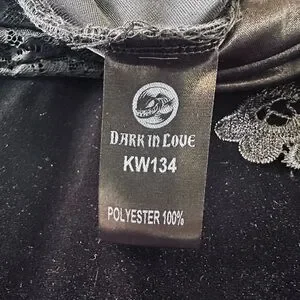 DARK IN LOVE
KW134
POLYESTER 100%